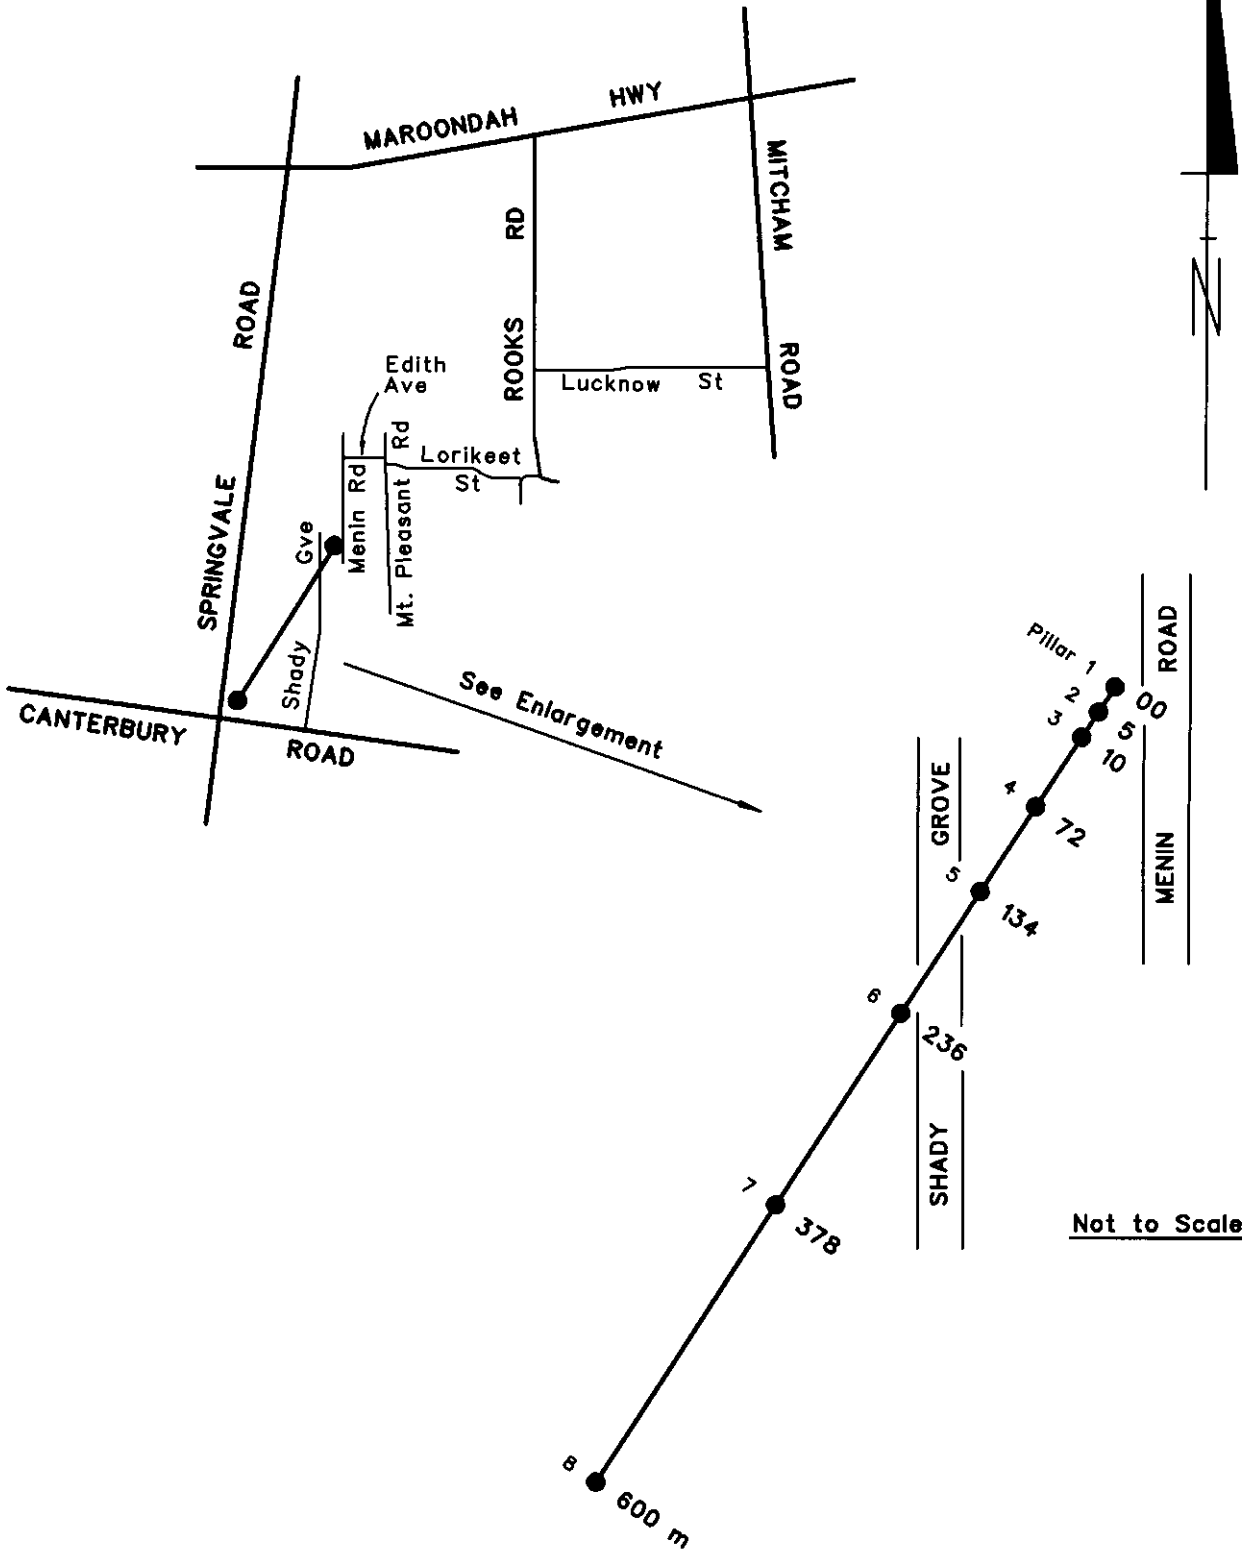 MAROONDAH HWY
MITCHAM ROAD
ROOKS RD
SPRINGVALE ROAD
Edith
Ave
Lucknow St
Lorikeet
St
Menin Rd
Mt. Pleasant Rd
Shady Gve
CANTERBURY ROAD
See Enlargement
N
Pillar 1
00
2
5
3
10
4
72
5
134
6
236
7
378
8
600 m
MENIN ROAD
SHADY GROVE
Not to Scale